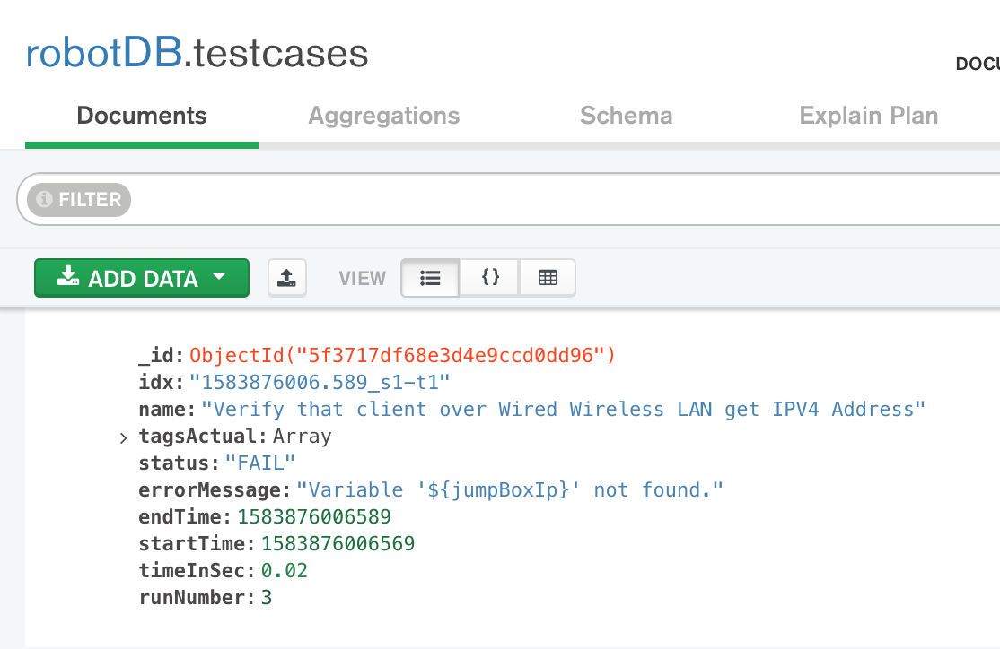 robotDB.testcases
DOCU
Documents Aggregations Schema Explain Plan
FILTER
ADD DATA VIEW { }
_id: ObjectId("5f3717df68e3d4e9ccd0dd96")
idx: "1583876006.589_s1-t1"
name: "Verify that client over Wired Wireless LAN get IPV4 Address"
tagsActual: Array
status: "FAIL"
errorMessage: "Variable '${jumpBoxIp}' not found."
endTime: 1583876006589
startTime: 1583876006569
timeInSec: 0.02
runNumber: 3